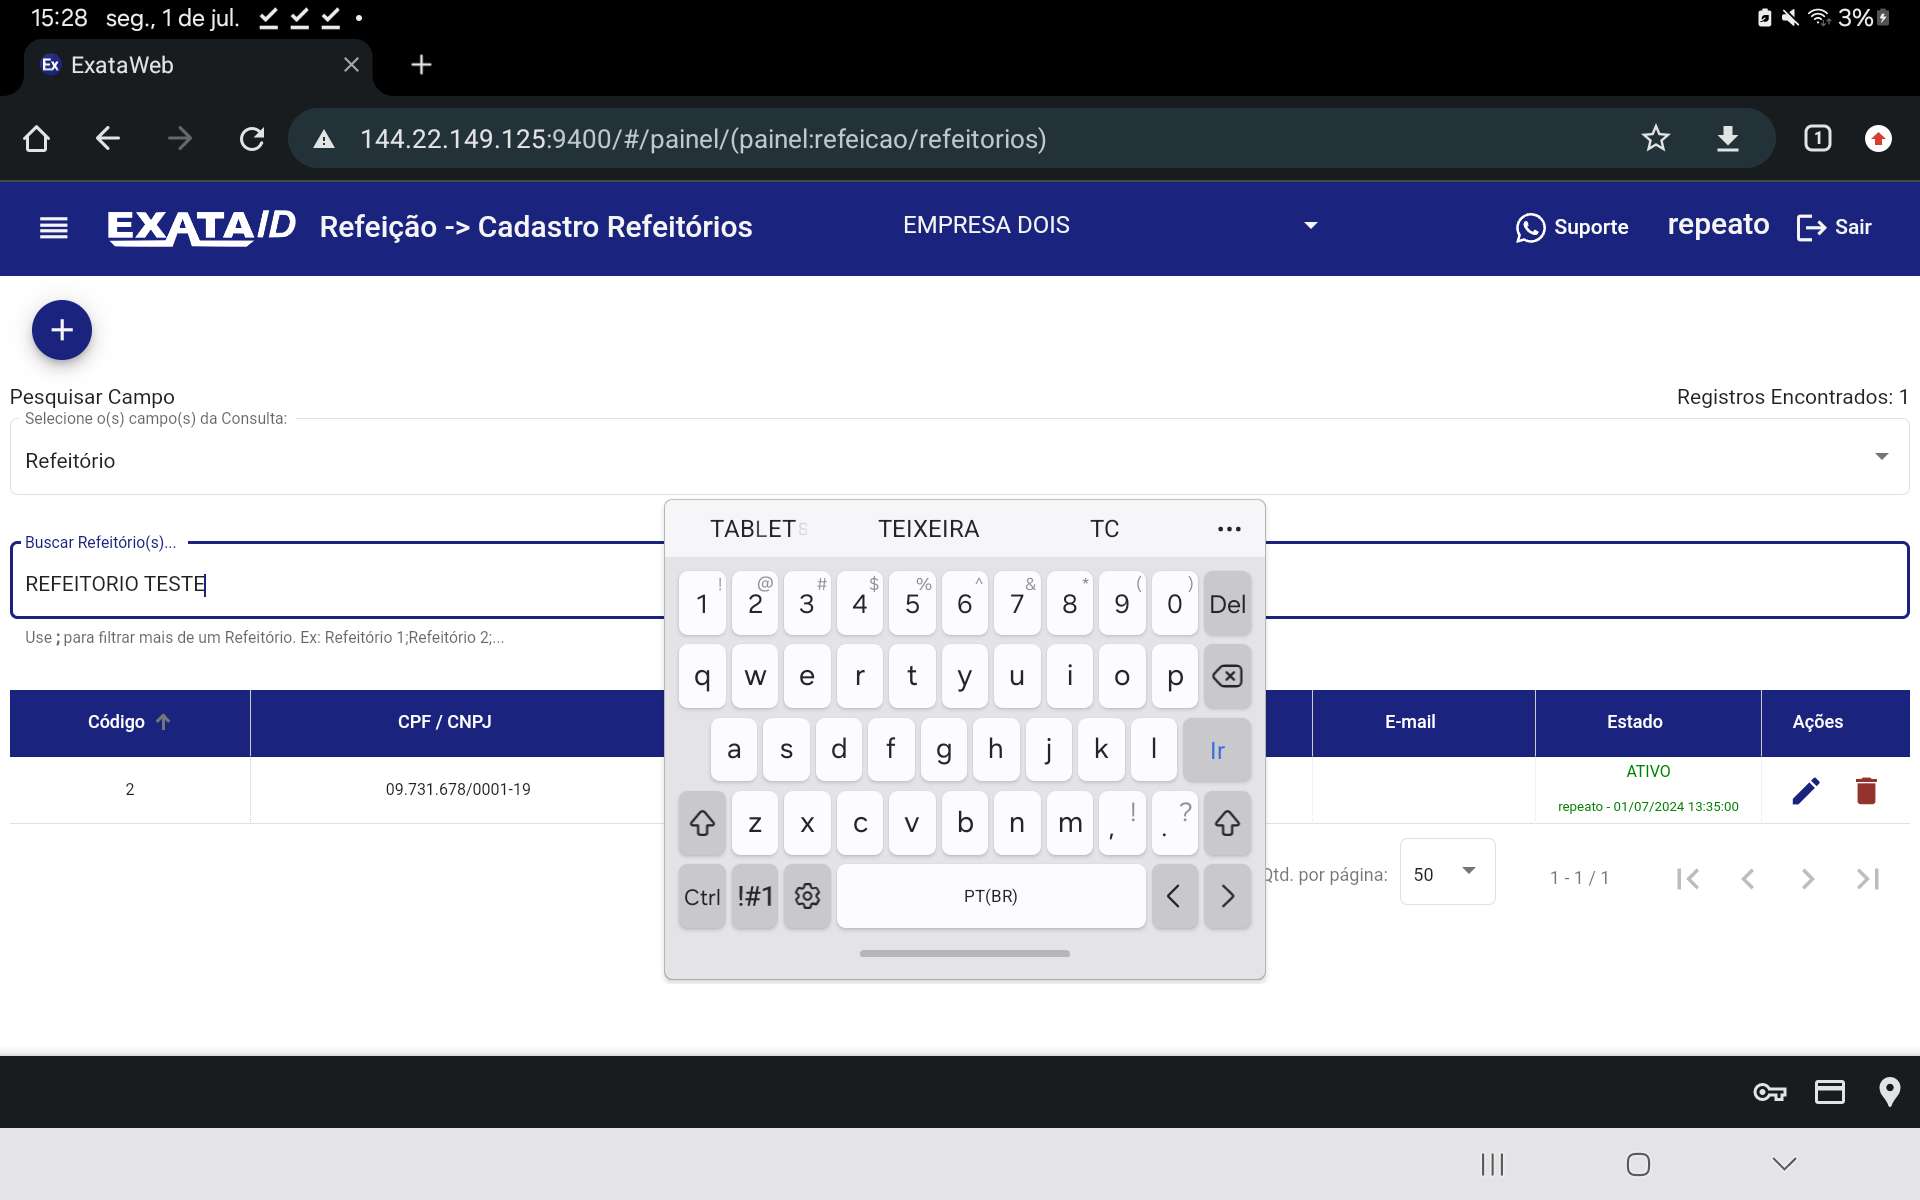 15:28 seg., 1 de jul.
3%
Ex ExataWeb
144.22.149.125:9400/#/painel/(painel:refeicao/refeitorios)
1
EXATA/ID Refeição -> Cadastro Refeitórios EMPRESA DOIS Suporte repeato Sair
Pesquisar Campo Registros Encontrados: 1
Selecione o(s) campo(s) da Consulta:
Refeitório
Buscar Refeitório(s)...
REFEITORIO TESTE
Use ; para filtrar mais de um Refeitório. Ex: Refeitório 1;Refeitório 2;...
TABLETS TEIXEIRA TC ...
! @ # $ % ^ & * ( )
1 2 3 4 5 6 7 8 9 0 Del
q w e r t y u i o p
a s d f g h j k l Ir
z x c v b n m , ! . ?
Ctrl !#1 PT(BR) < >
Código CPF / CNPJ E-mail Estado Ações
2 09.731.678/0001-19 ATIVO
repeato - 01/07/2024 13:35:00
Qtd. por página: 50 1 - 1 / 1